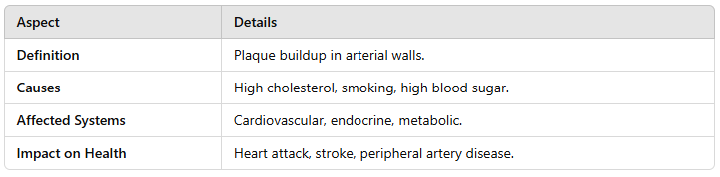 Aspect Details
Definition Plaque buildup in arterial walls.
Causes High cholesterol, smoking, high blood sugar.
Affected Systems Cardiovascular, endocrine, metabolic.
Impact on Health Heart attack, stroke, peripheral artery disease.